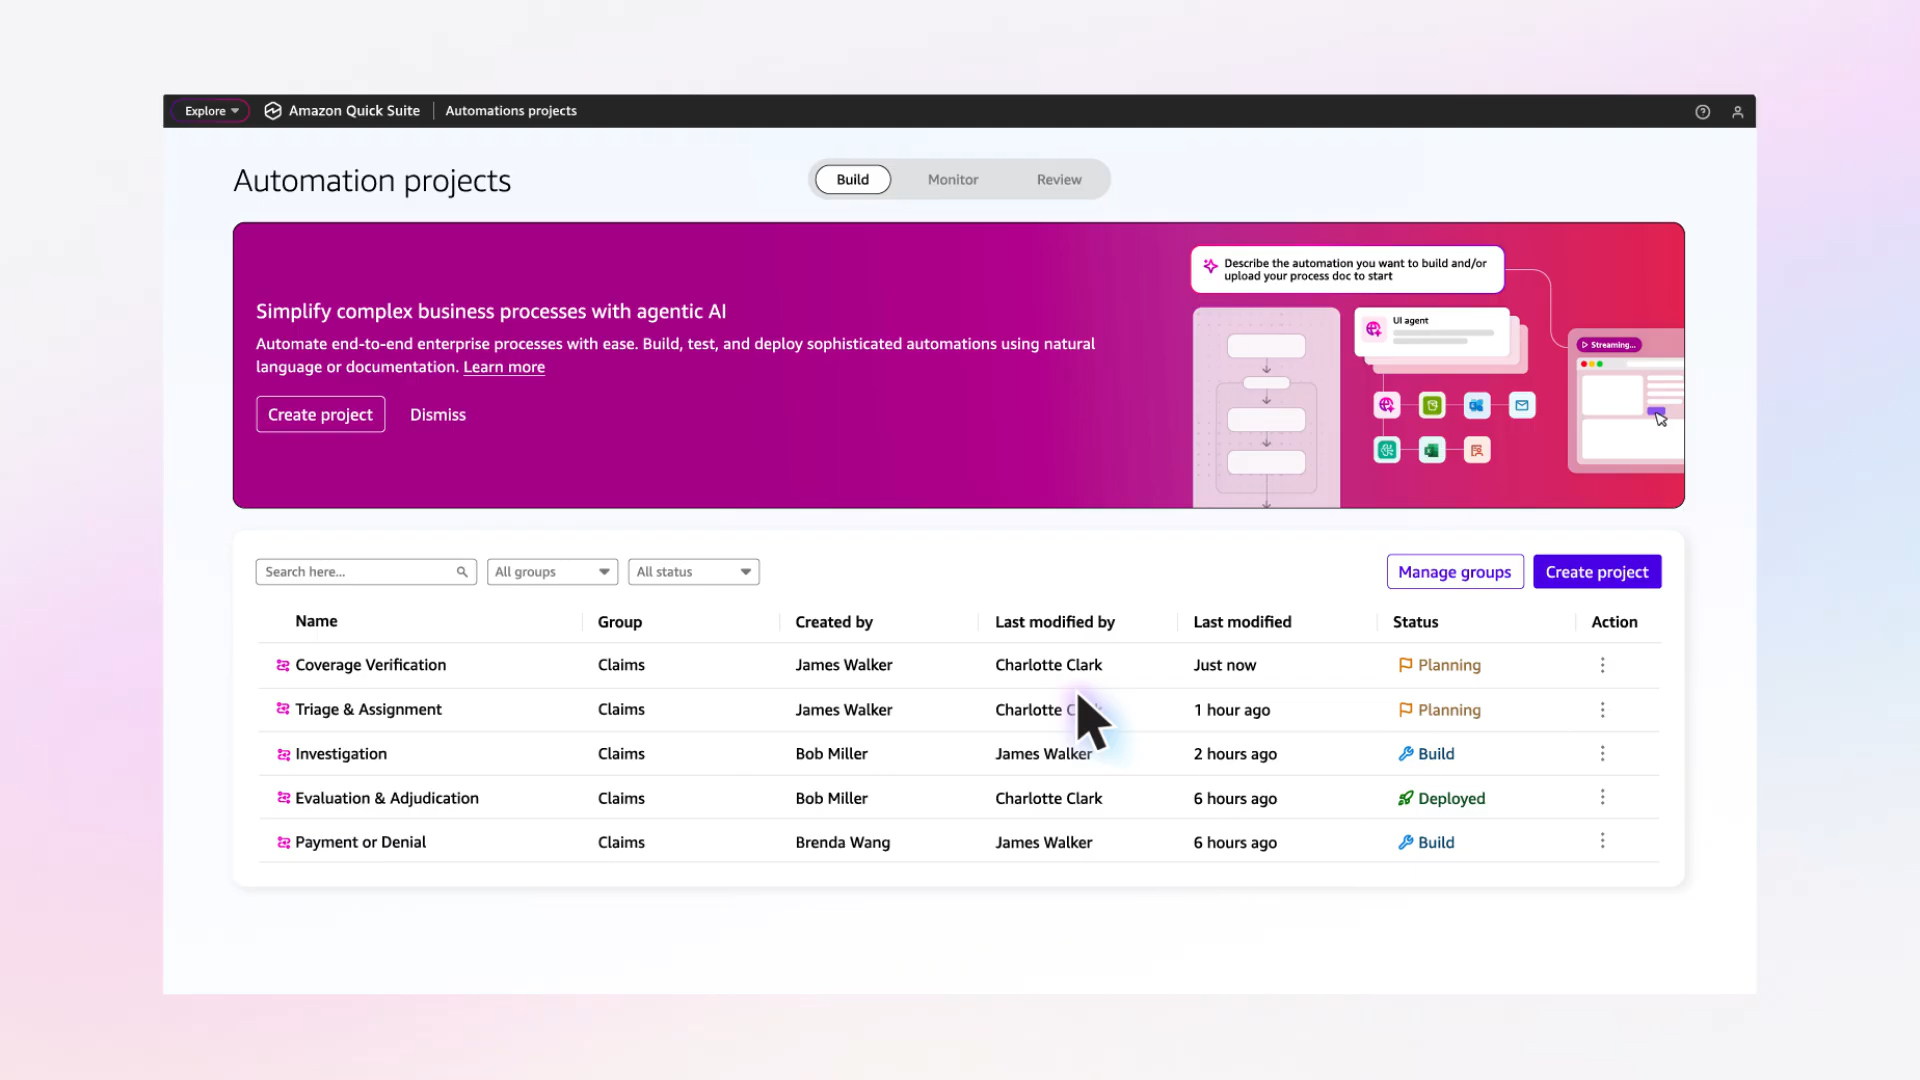 Explore
Amazon Quick Suite
Automations projects
Automation projects
Build
Monitor
Review
Simplify complex business processes with agentic AI
Automate end-to-end enterprise processes with ease. Build, test, and deploy sophisticated automations using natural
language or documentation. Learn more
Create project
Dismiss
Describe the automation you want to build and/or
upload your process doc to start
UI agent
Streaming...
Search here...
All groups
All status
Manage groups
Create project
Name Group Created by Last modified by Last modified Status Action
Coverage Verification Claims James Walker Charlotte Clark Just now Planning
Triage & Assignment Claims James Walker Charlotte 1 hour ago Planning
Investigation Claims Bob Miller James Walker 2 hours ago Build
Evaluation & Adjudication Claims Bob Miller Charlotte Clark 6 hours ago Deployed
Payment or Denial Claims Brenda Wang James Walker 6 hours ago Build